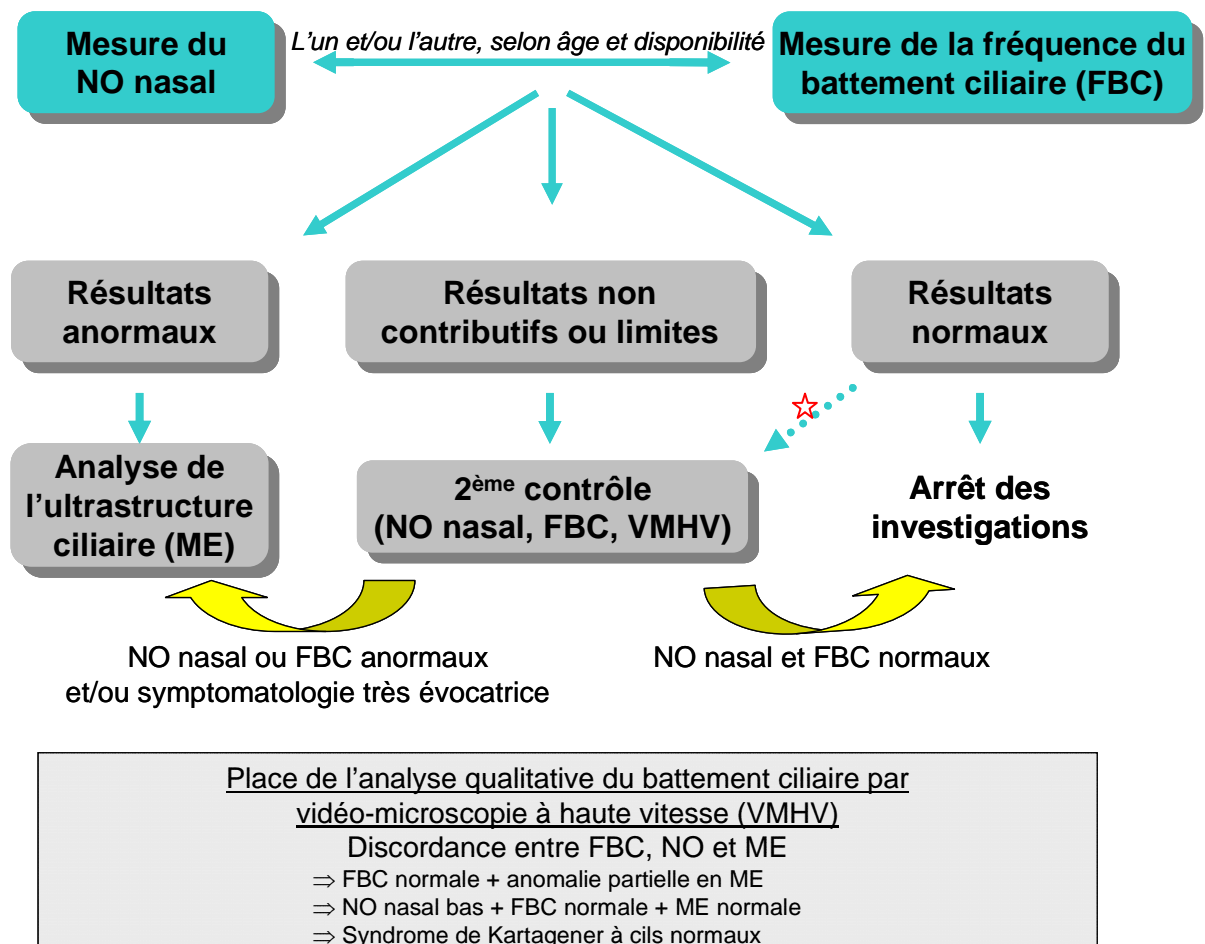 Mesure du
NO nasal
L'un et/ou l'autre, selon âge et disponibilité
Mesure de la fréquence du
battement ciliaire (FBC)
Résultats
anormaux
Résultats non
contributifs ou limites
Résultats
normaux
Analyse de
l'ultrastructure
ciliaire (ME)
2ème contrôle
(NO nasal, FBC, VMHV)
Arrêt des
investigations
NO nasal ou FBC anormaux
et/ou symptomatologie très évocatrice
NO nasal et FBC normaux
Place de l'analyse qualitative du battement ciliaire par
vidéo-microscopie à haute vitesse (VMHV)
Discordance entre FBC, NO et ME
⇒ FBC normale + anomalie partielle en ME
⇒ NO nasal bas + FBC normale + ME normale
⇒ Syndrome de Kartagener à cils normaux